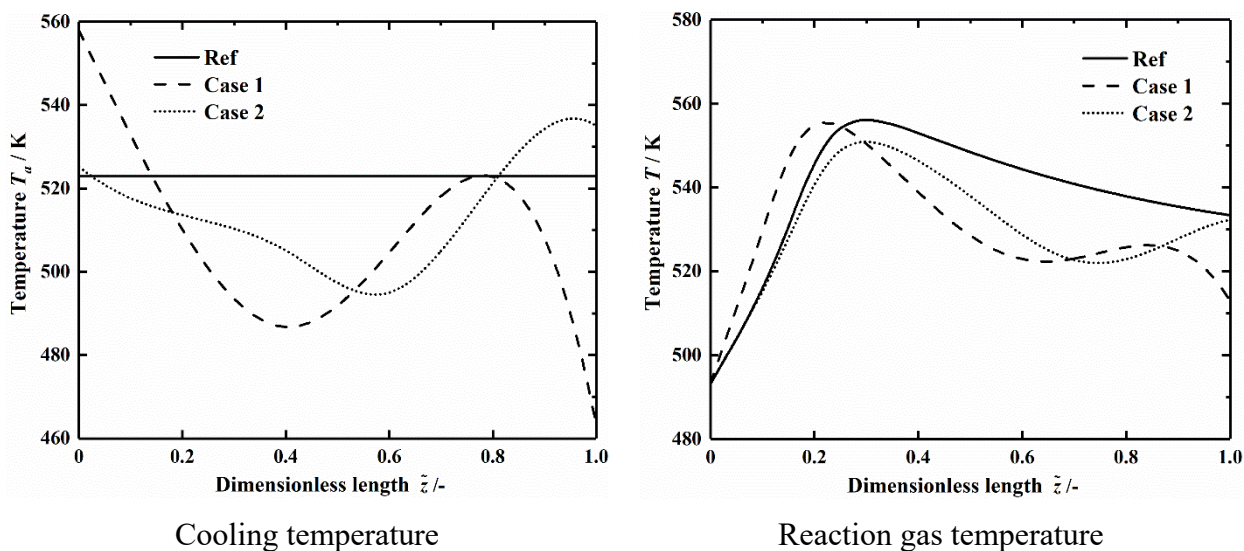 560
540
520
500
480
460
Temperature Tₐ / K
Ref
Case 1
Case 2
0
0.2
0.4
0.6
0.8
1.0
Dimensionless length z̃ /-
Cooling temperature
580
560
540
520
500
480
Temperature T / K
Ref
Case 1
Case 2
0
0.2
0.4
0.6
0.8
1.0
Dimensionless length z̃ /-
Reaction gas temperature